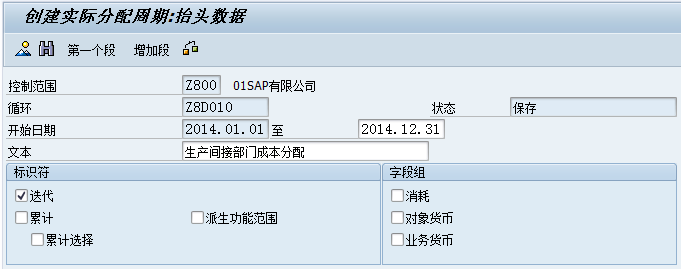 创建实际分配周期:抬头数据
第一个段 增加段
控制范围 Z800 01SAP有限公司
循环 Z8D010 状态 保存
开始日期 2014.01.01 至 2014.12.31
文本 生产间接部门成本分配
标识符 字段组
迭代 消耗
累计 派生功能范围 对象货币
累计选择 业务货币